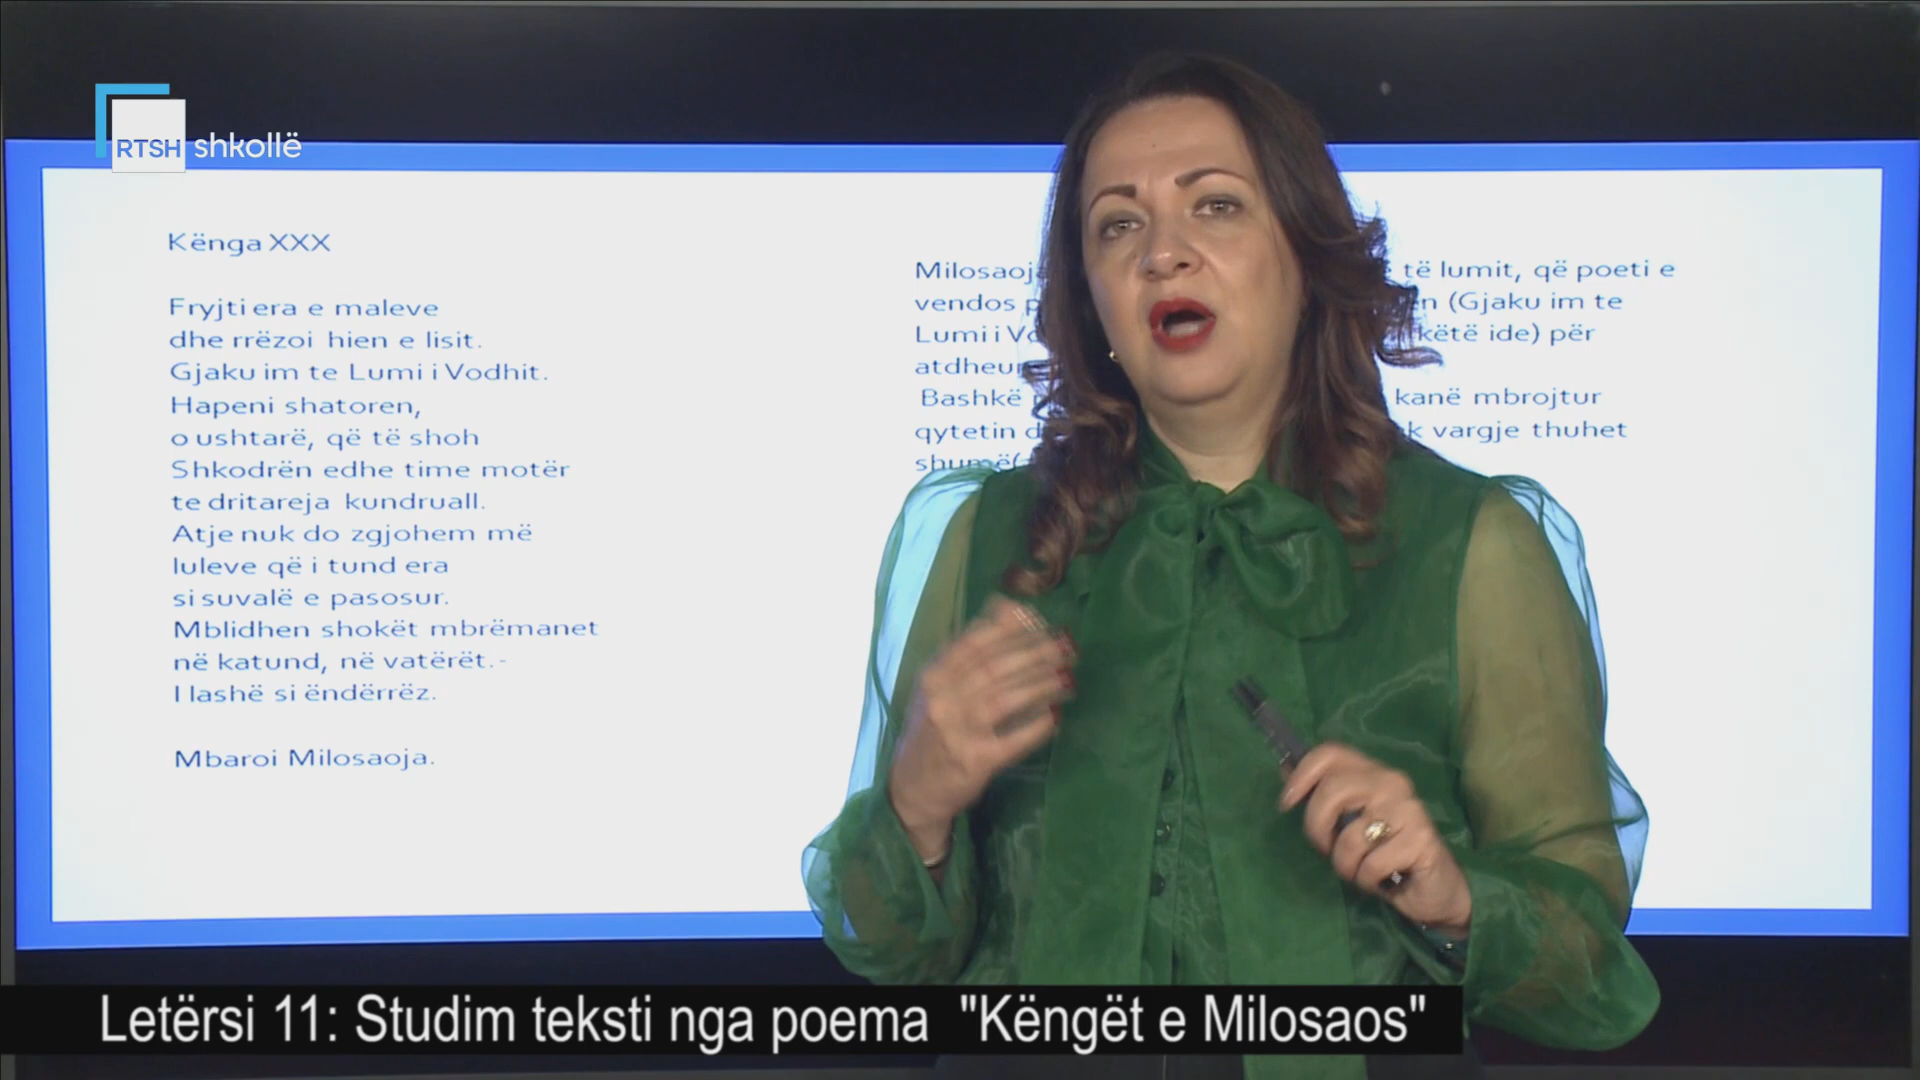 RTSH shkollë
Kënga XXX
Fryjti era e maleve
dhe rrëzoi hien e lisit.
Gjaku im te Lumi i Vodhit.
Hapeni shatoren,
o ushtarë, që të shoh
Shkodrën edhe time motër
te dritareja kundruall.
Atje nuk do zgjohem më
luleve që i tund era
si suvalë e pasosur.
Mblidhen shokët mbrëmanet
në katund, në vatërët.-
I lashë si ëndërrëz.
Mbaroi Milosaoja.
të lumit, që poeti e
vendos (Gjaku im te
Lumi i këtë ide) për
Bashkë kanë mbrojtur
qytetin vargje thuhet
Letërsi 11: Studim teksti nga poema "Këngët e Milosaos"